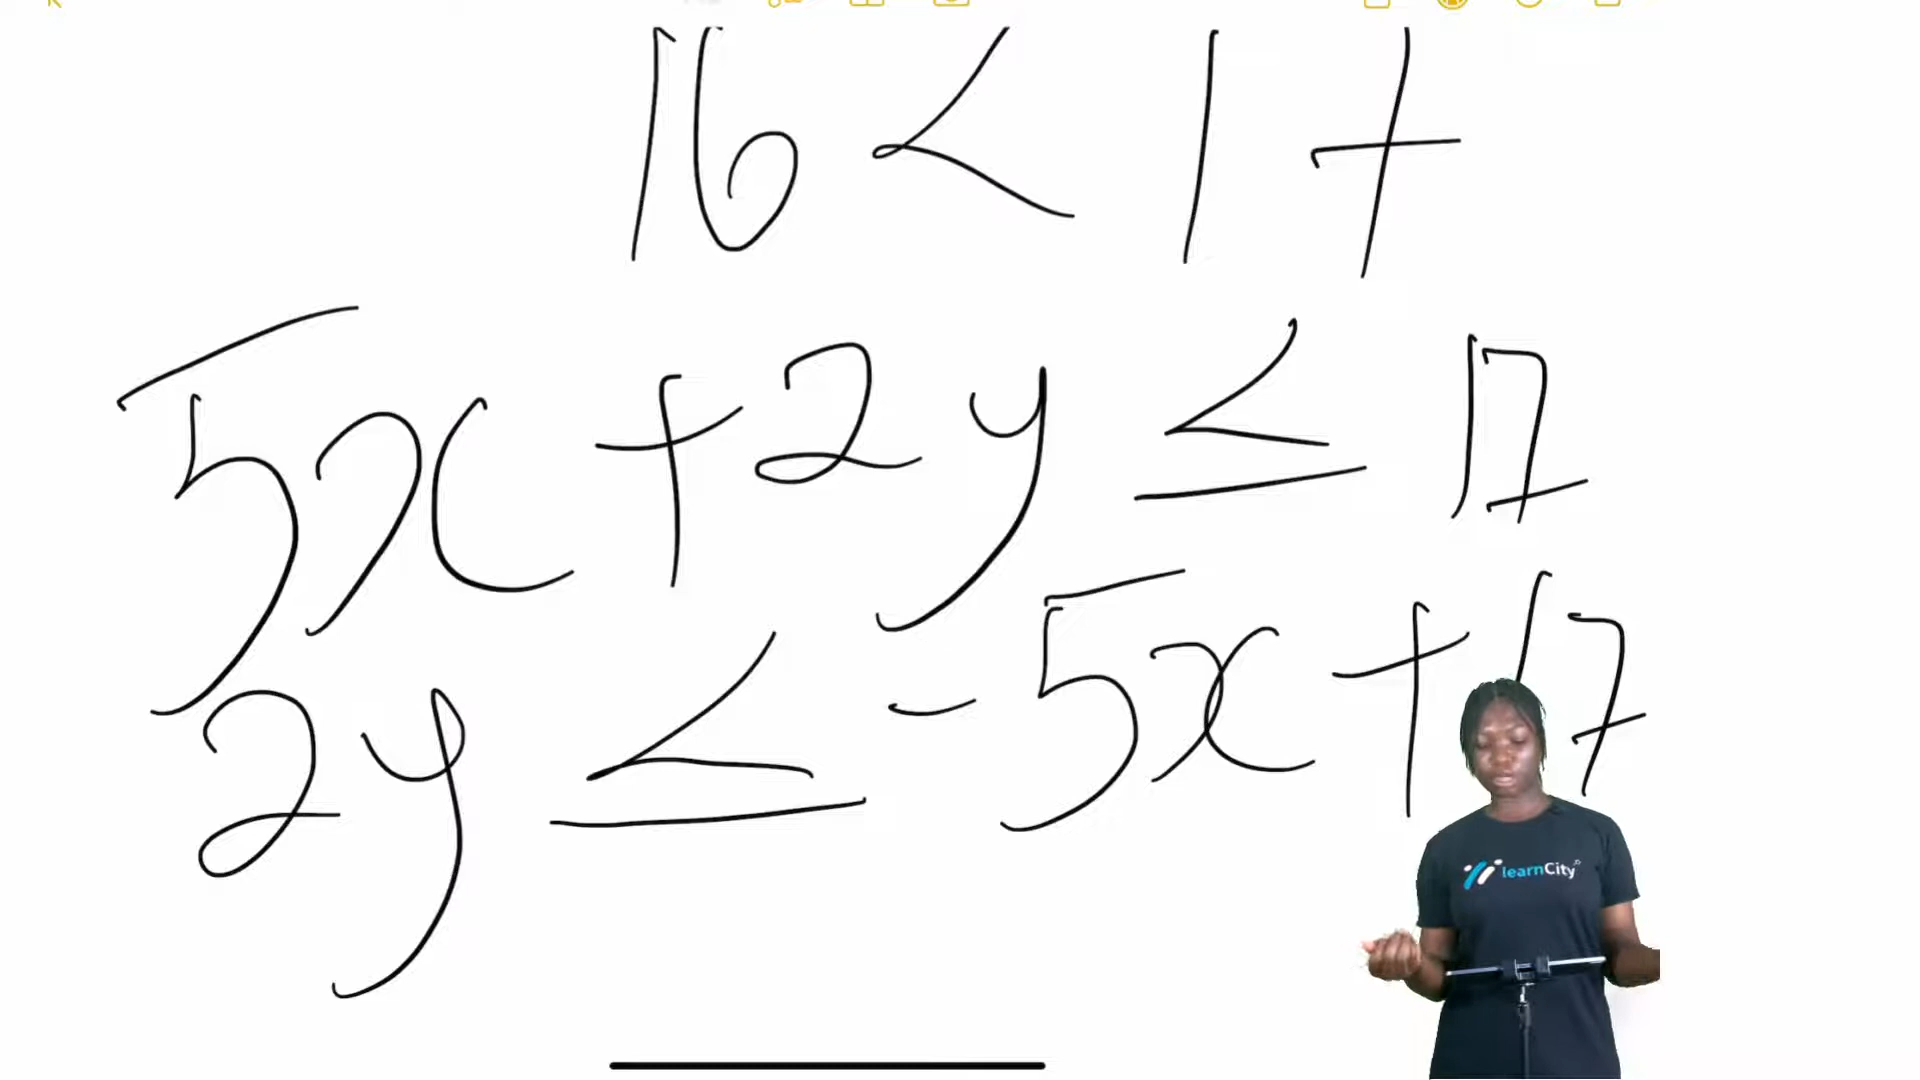 16 < 17
5x + 2y ≤ 17
2y ≤ -5x + 17
learnCity